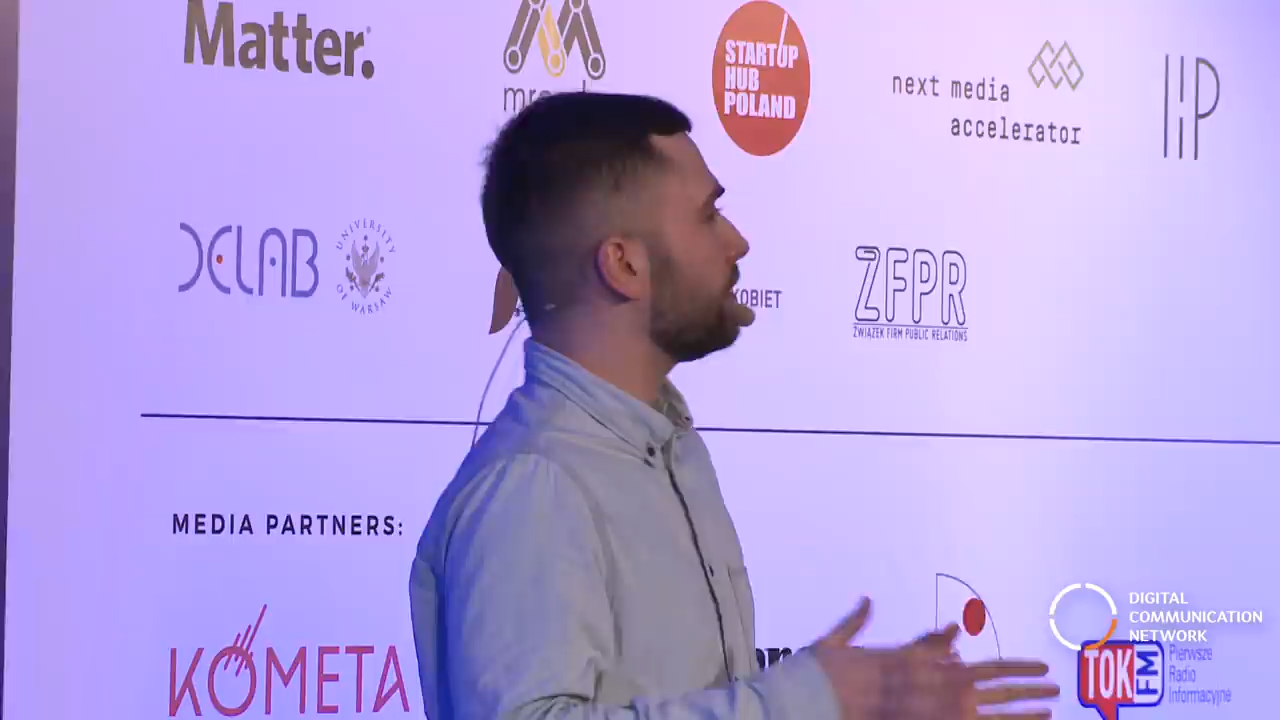 Matter.
STARTUP
HUB
POLAND
next media
accelerator
HP
DELAB
UNIVERSITY
OF WARSAW
KOBIET
ZFPR
ZWIĄZEK FIRM PUBLIC RELATIONS
MEDIA PARTNERS:
KOMETA
DIGITAL
COMMUNICATION
NETWORK
TOK
FM
Pierwsze
Radio
Informacyjne